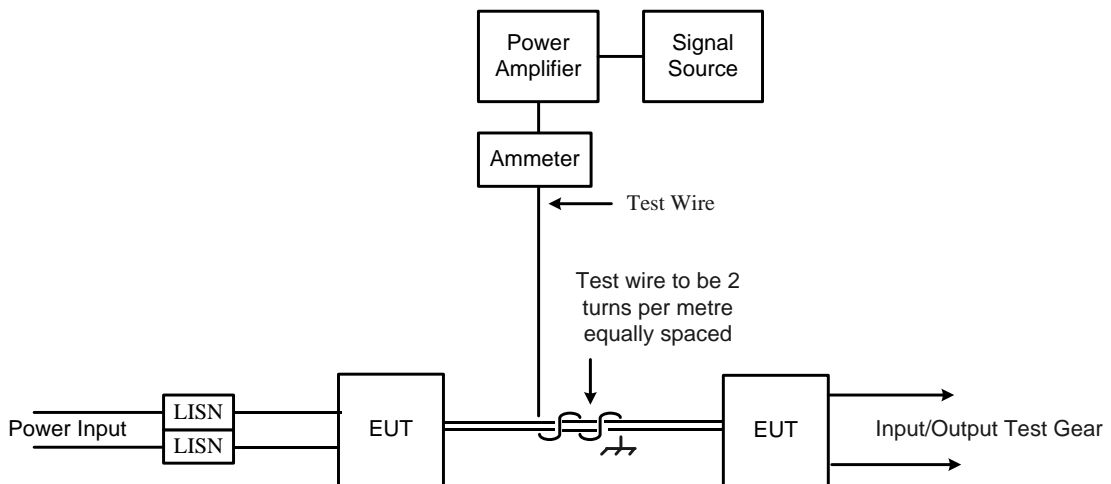 Power
Amplifier
Signal
Source
Ammeter
Test Wire
Test wire to be 2
turns per metre
equally spaced
Power Input
LISN
LISN
EUT
EUT
Input/Output Test Gear